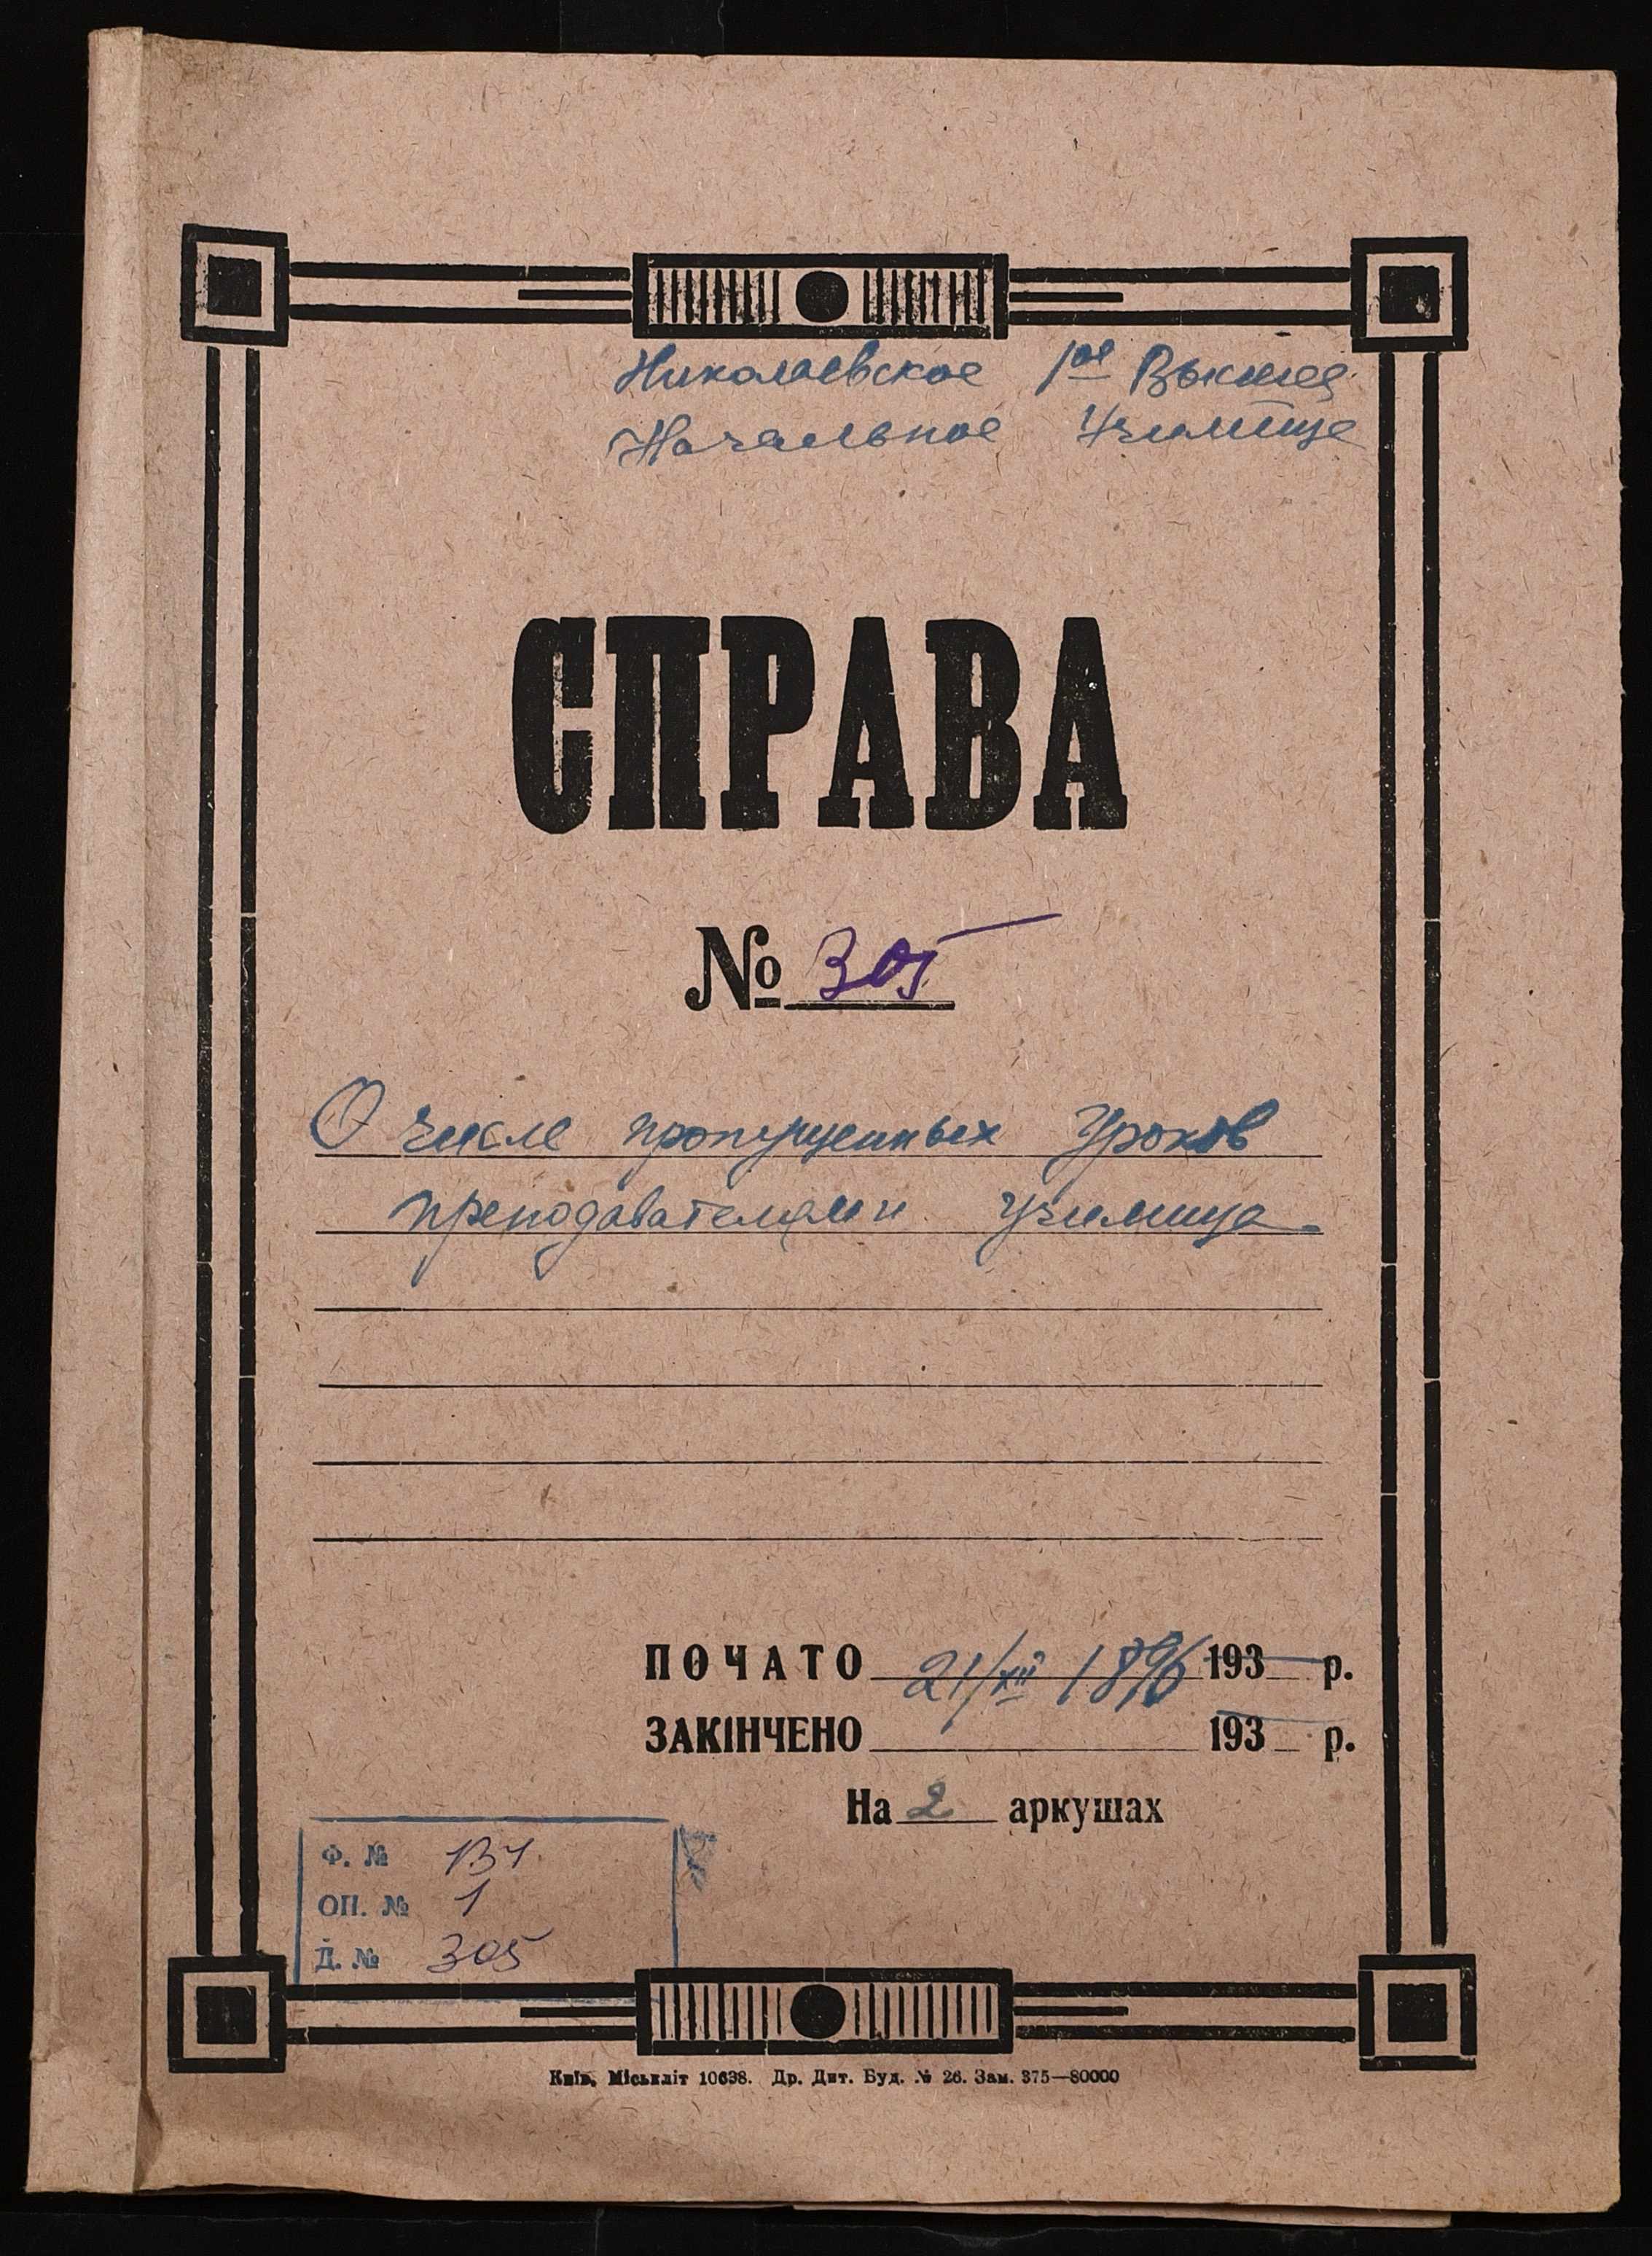 Николаевское 1ое Высшее
Начальное Училище
СПРАВА
№ 305
О числе пропущенных уроков
преподавателями училища
ПОЧАТО 21/XII 1896 193 р.
ЗАКІНЧЕНО 193 р.
На 2 аркушах
Ф. № 131
ОП. № 1
Д. № 305
Київ, Міськліт 10638. Др. Дит. Буд. № 26. Зам. 375—80000